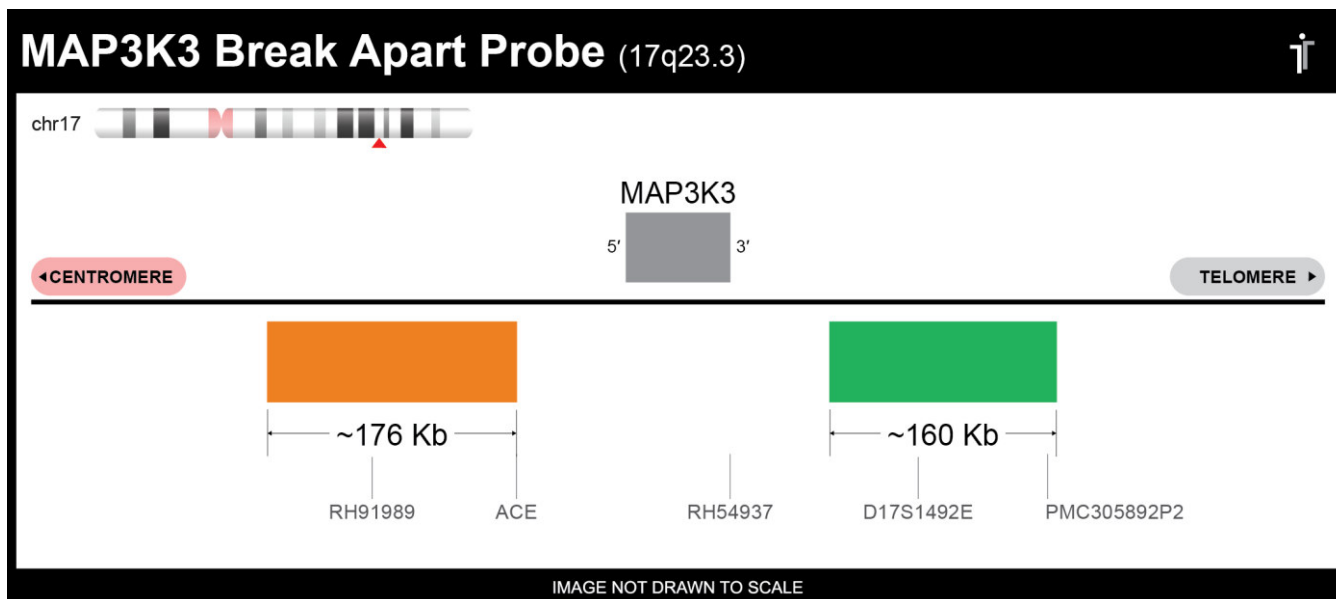 MAP3K3 Break Apart Probe (17q23.3)
chr17
MAP3K3
5' 3'
◄CENTROMERE TELOMERE ►
~176 Kb ~160 Kb
RH91989 ACE RH54937 D17S1492E PMC305892P2
IMAGE NOT DRAWN TO SCALE